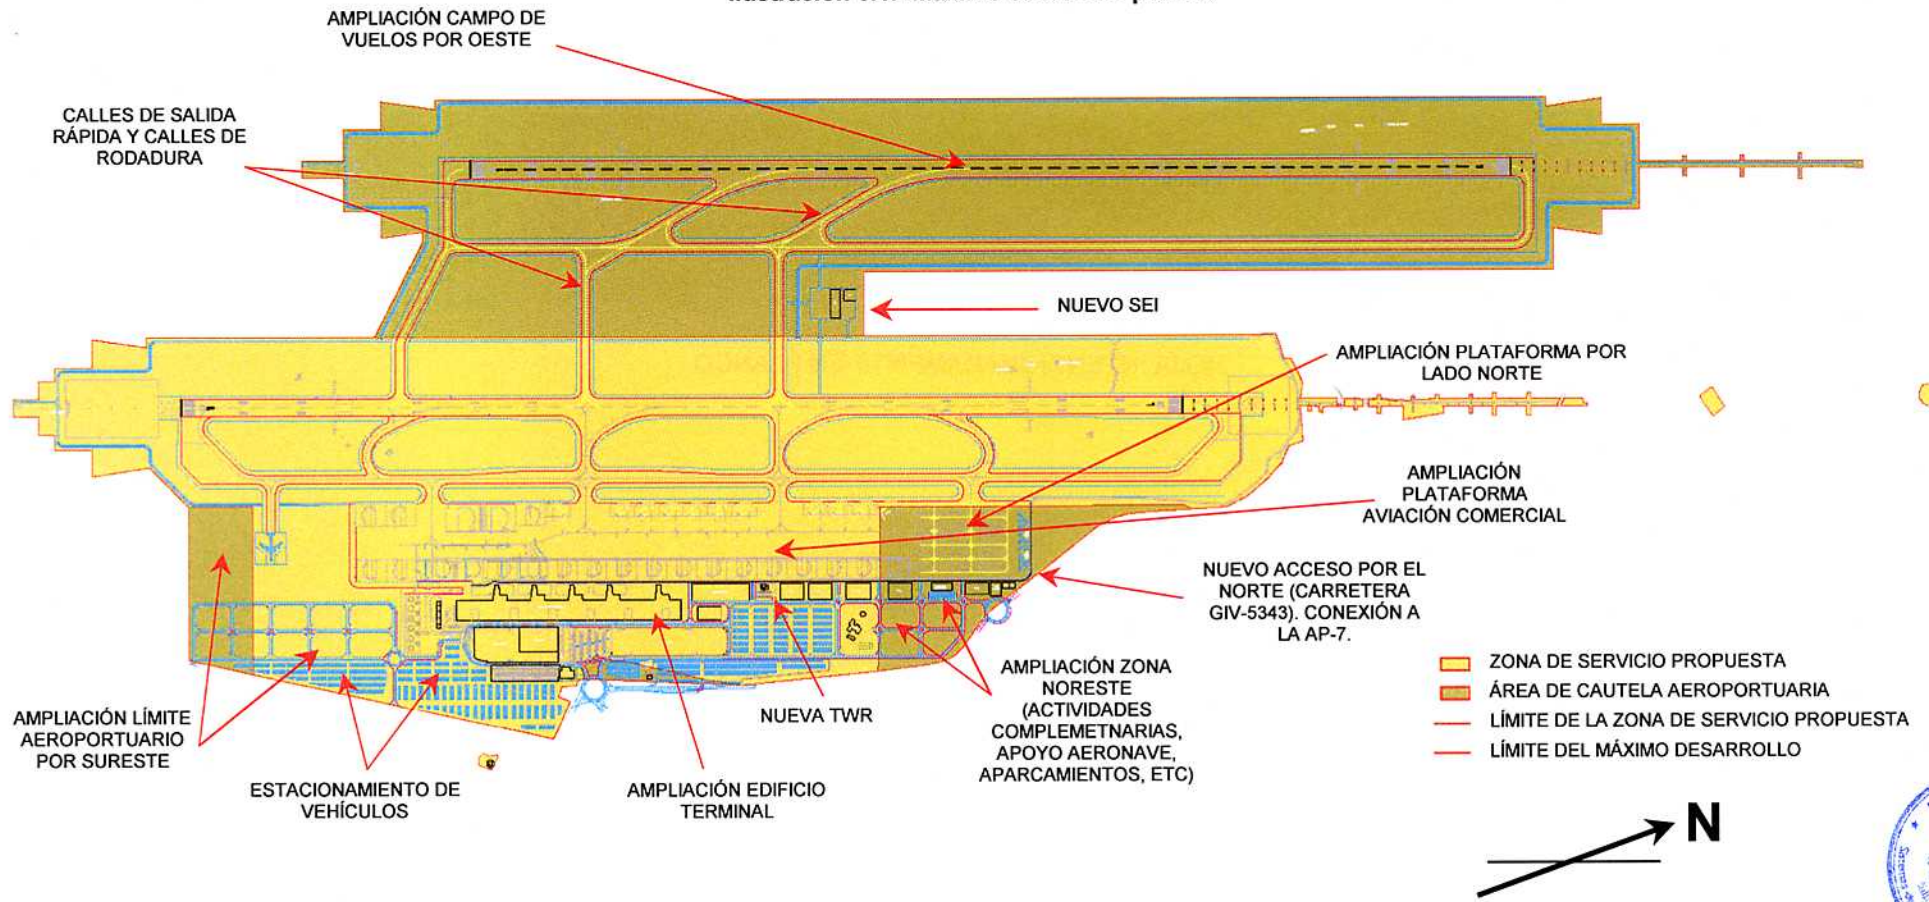 AMPLIACIÓN CAMPO DE
VUELOS POR OESTE
CALLES DE SALIDA
RÁPIDA Y CALLES DE
RODADURA
NUEVO SEI
AMPLIACIÓN PLATAFORMA POR
LADO NORTE
AMPLIACIÓN
PLATAFORMA
AVIACIÓN COMERCIAL
NUEVO ACCESO POR EL
NORTE (CARRETERA
GIV-5343). CONEXIÓN A
LA AP-7.
AMPLIACIÓN ZONA
NORESTE
(ACTIVIDADES
COMPLEMETNARIAS,
APOYO AERONAVE,
APARCAMIENTOS, ETC)
NUEVA TWR
AMPLIACIÓN EDIFICIO
TERMINAL
ESTACIONAMIENTO DE
VEHÍCULOS
AMPLIACIÓN LÍMITE
AEROPORTUARIO
POR SURESTE
ZONA DE SERVICIO PROPUESTA
ÁREA DE CAUTELA AEROPORTUARIA
LÍMITE DE LA ZONA DE SERVICIO PROPUESTA
LÍMITE DEL MÁXIMO DESARROLLO
N